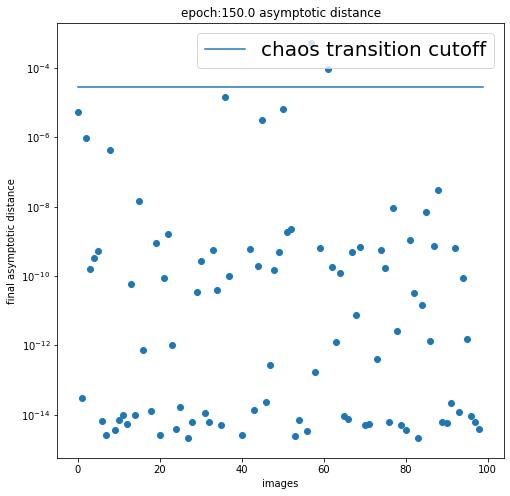 epoch:150.0 asymptotic distance
chaos transition cutoff
final asymptotic distance
10⁻⁴
10⁻⁶
10⁻⁸
10⁻¹⁰
10⁻¹²
10⁻¹⁴
0 20 40 60 80 100
images